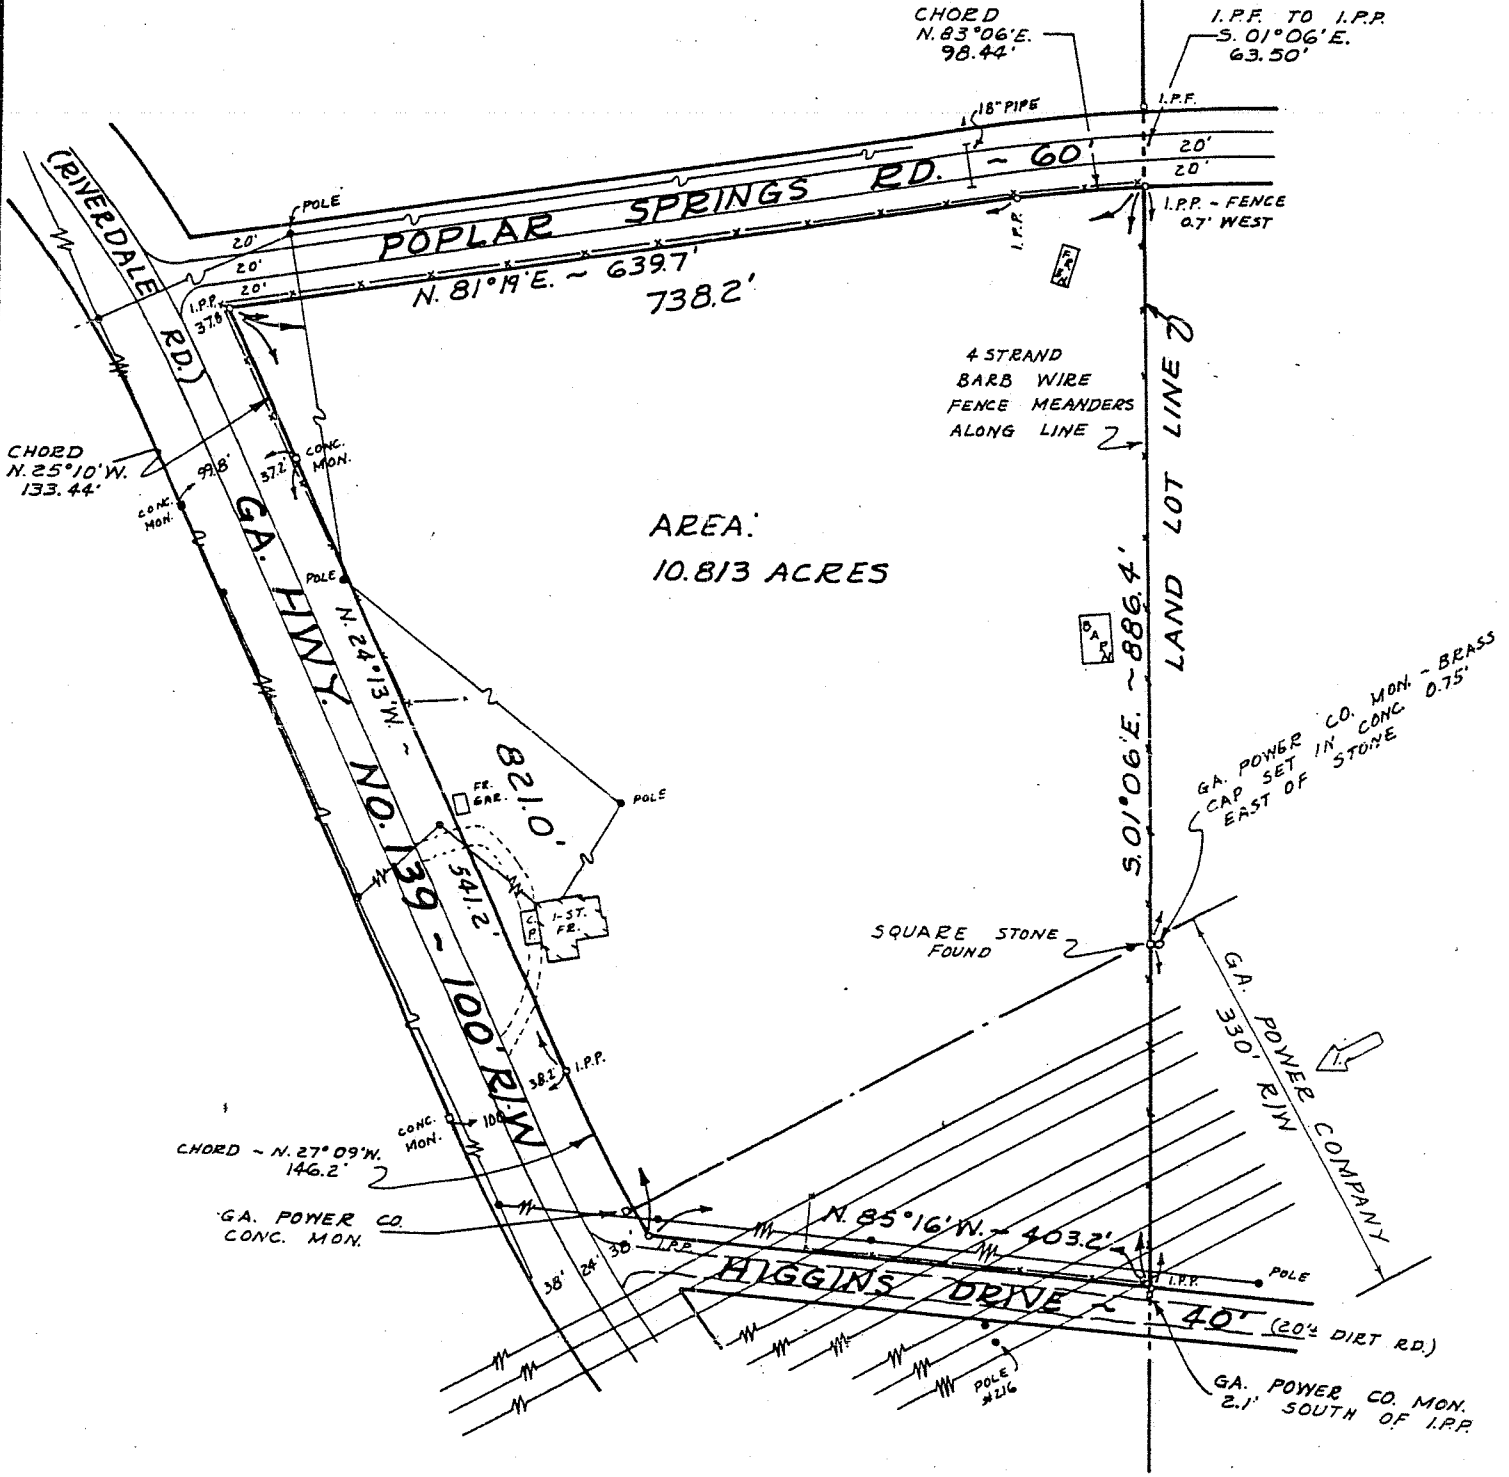 CHORD
N. 83°06'E.
98.44'
I.P.F. TO I.P.P.
S. 01°06'E.
63.50'
18" PIPE
I.P.F.
(RIVERDALE
RD.)
POLE
20'
20'
20'
POPLAR SPRINGS RD. ~ 60'
20'
20'
I.P.P. ~ FENCE
0.7' WEST
I.P.P.
I.P.P.
37.8'
N. 81°19'E. ~ 639.7'
738.2'
4 STRAND
BARB WIRE
FENCE MEANDERS
ALONG LINE
LAND LOT LINE
CHORD
N. 25°10'W.
133.44'
CONC.
MON.
99.8'
37.2'
CONC.
MON.
AREA:
10.813 ACRES
POLE
GA. HWY. NO. 139 ~ 100' R/W
N. 24°13'W. ~
541.2'
821.0'
FR.
GAR.
POLE
C.
P.
1-ST.
FR.
BARN
S. 01°06'E. ~ 886.4'
GA. POWER CO. MON. ~ BRASS
CAP SET IN CONC. 0.75'
EAST OF STONE
SQUARE STONE
FOUND
GA. POWER COMPANY
330' R/W
38.2'
I.P.P.
CONC.
MON.
CHORD ~ N. 27°09'W.
146.2'
GA. POWER CO.
CONC. MON.
38'
24'
38'
I.P.P.
N. 85°16'W. ~ 403.2'
I.P.P.
POLE
HIGGINS DRIVE ~ 40' (20'± DIRT RD.)
POLE
#216
GA. POWER CO. MON.
2.1' SOUTH OF I.P.P.